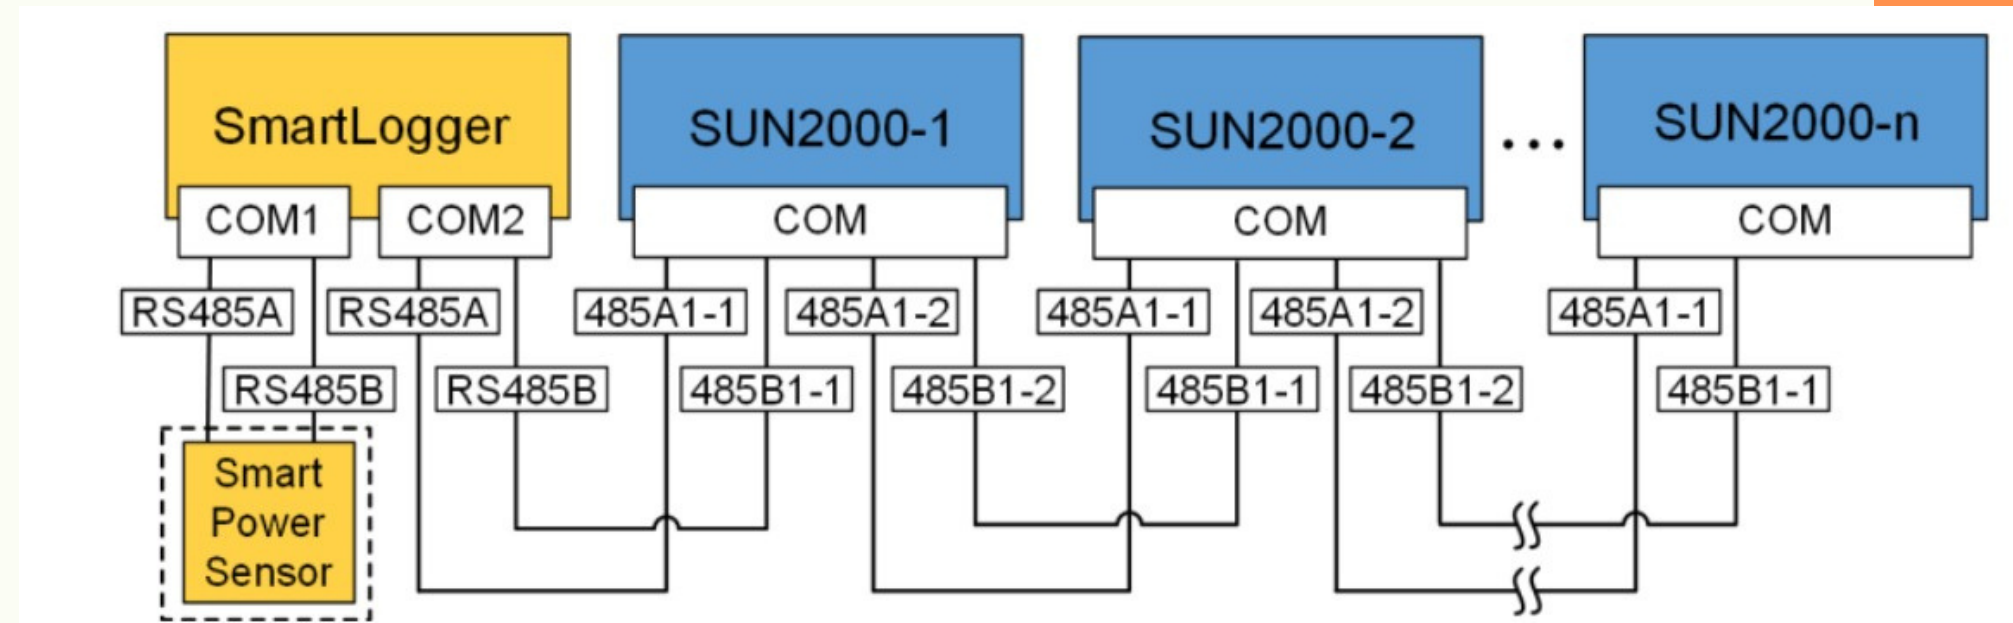 SmartLogger
SUN2000-1
SUN2000-2
...
SUN2000-n
COM1
COM2
COM
COM
COM
RS485A
RS485A
485A1-1
485A1-2
485A1-1
485A1-2
485A1-1
RS485B
RS485B
485B1-1
485B1-2
485B1-1
485B1-2
485B1-1
Smart
Power
Sensor